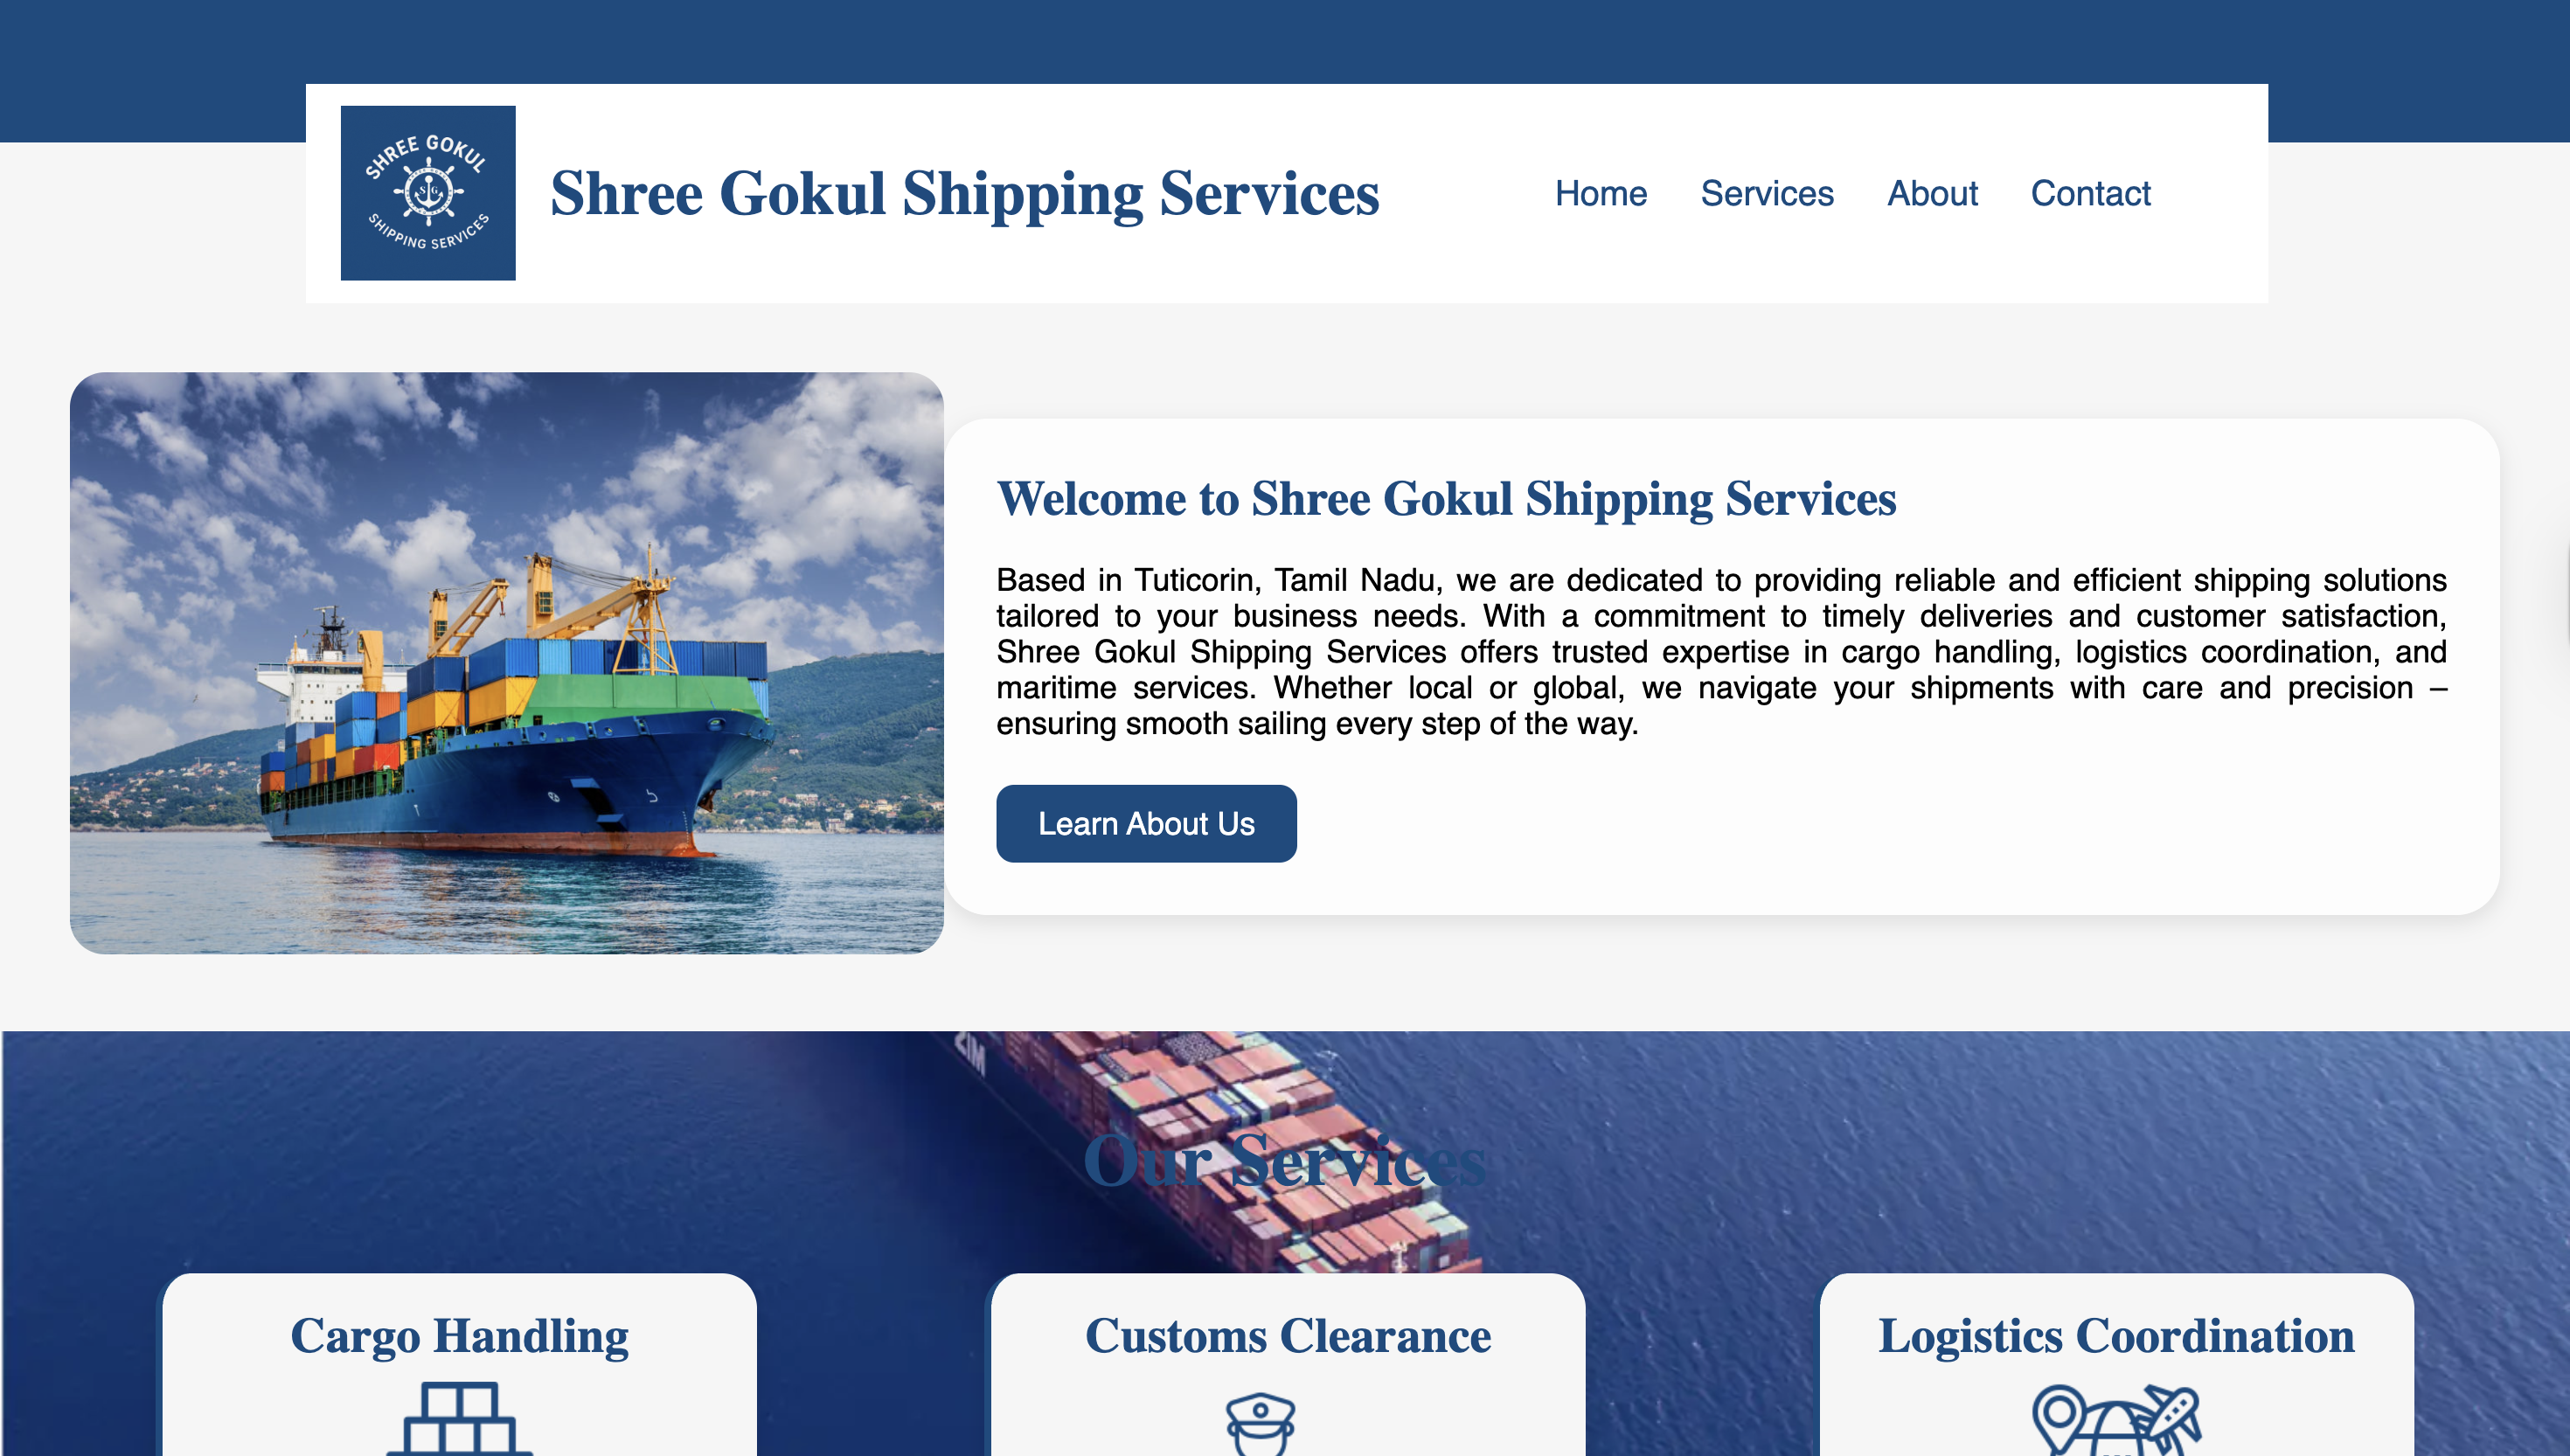 SHREE GOKUL
S G
SHIPPING SERVICES
Shree Gokul Shipping Services
Home Services About Contact
Welcome to Shree Gokul Shipping Services
Based in Tuticorin, Tamil Nadu, we are dedicated to providing reliable and efficient shipping solutions
tailored to your business needs. With a commitment to timely deliveries and customer satisfaction,
Shree Gokul Shipping Services offers trusted expertise in cargo handling, logistics coordination, and
maritime services. Whether local or global, we navigate your shipments with care and precision –
ensuring smooth sailing every step of the way.
Learn About Us
ZIM
Our Services
Cargo Handling
Customs Clearance
Logistics Coordination